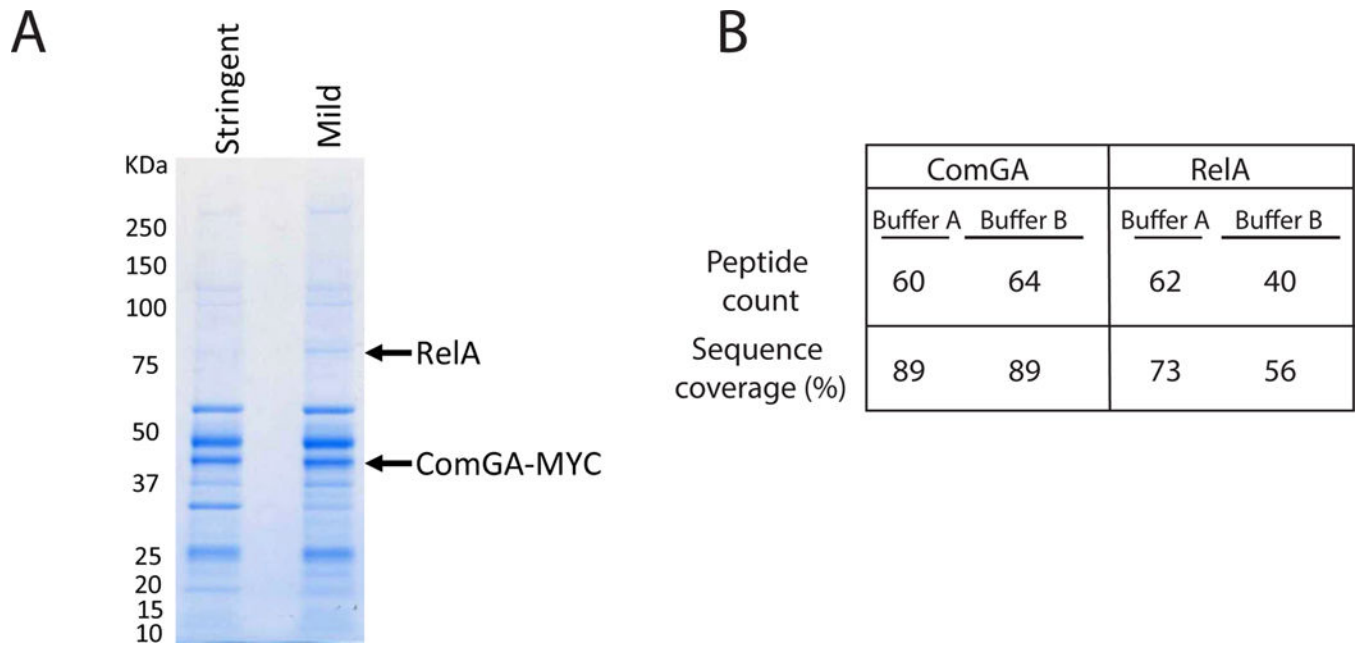 A
B
Stringent
Mild
KDa
250
150
100
75
50
37
25
20
15
10
RelA
ComGA-MYC
ComGA RelA
Buffer A Buffer B Buffer A Buffer B
Peptide
count
60 64 62 40
Sequence
coverage (%)
89 89 73 56